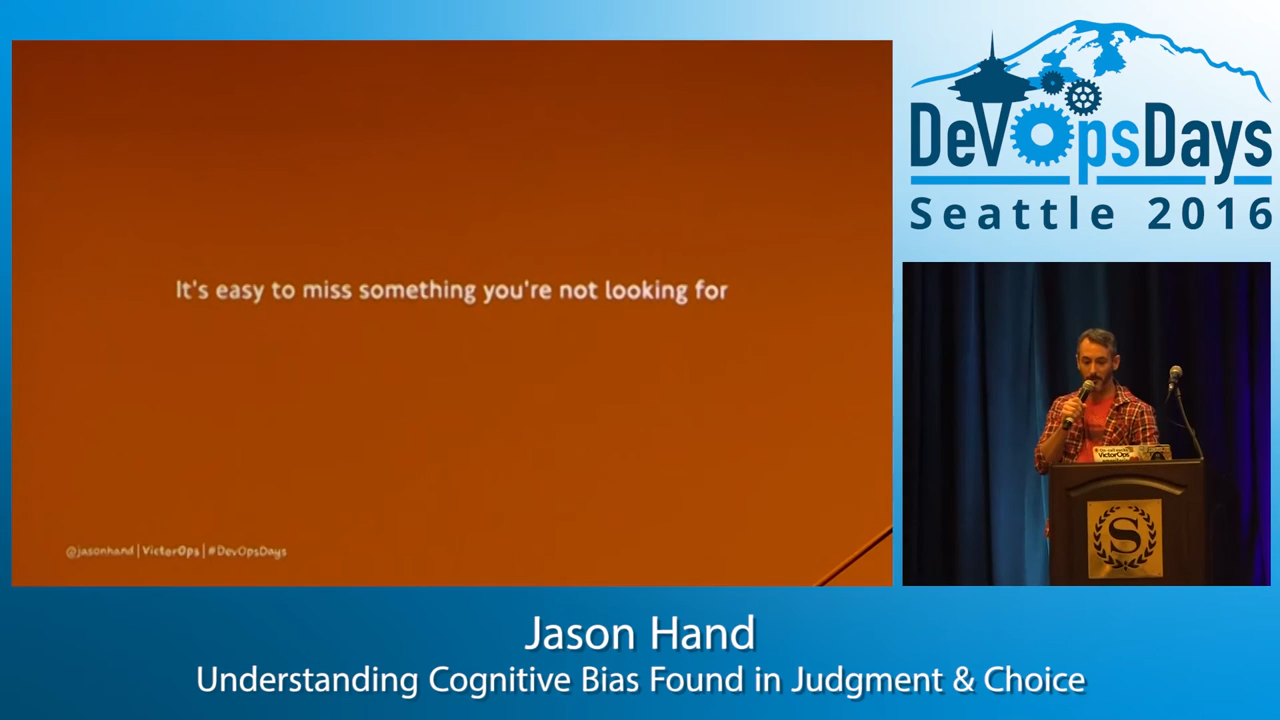 It's easy to miss something you're not looking for
@jasonhand | VictorOps | #DevOpsDays
DevOpsDays
Seattle 2016
VictorOps
S
Jason Hand
Understanding Cognitive Bias Found in Judgment & Choice